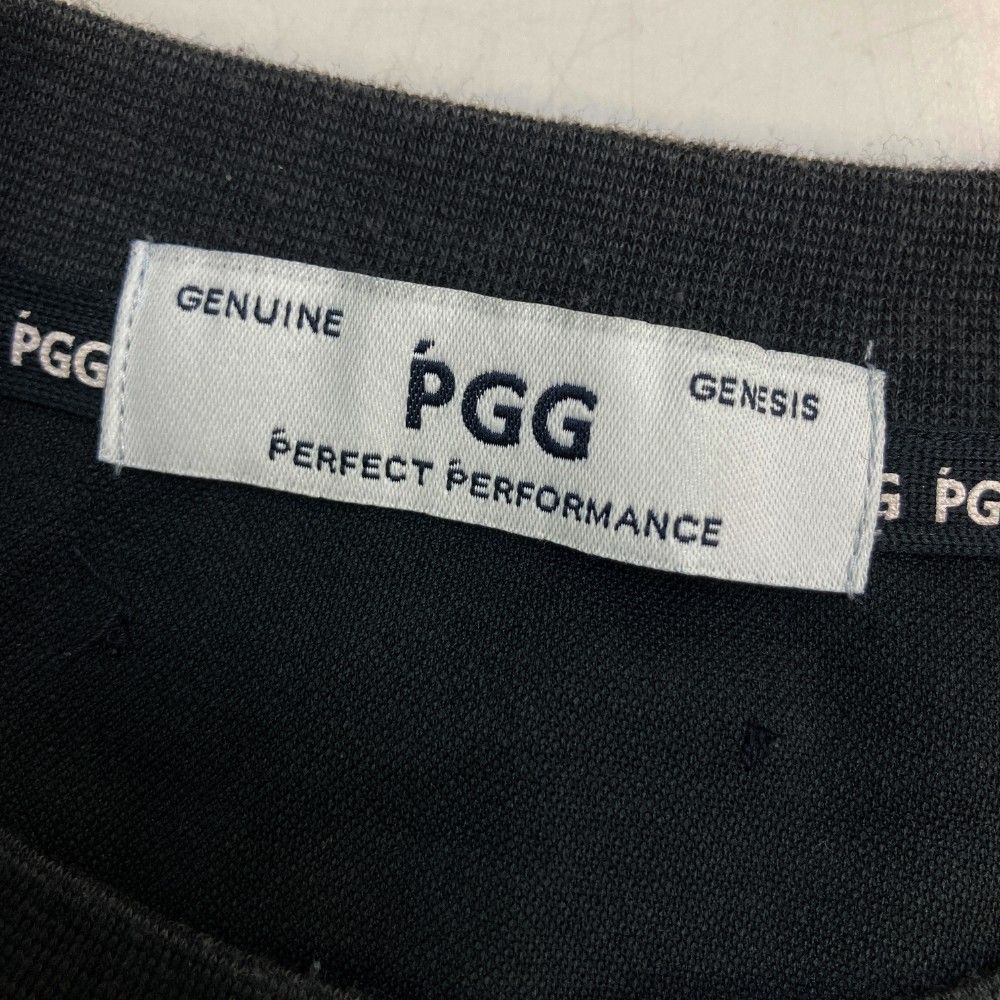 GENUINE
ṔGG
GENESIS
ṔERFECT ṔERFORMANCE
ṔGG
G ṔG